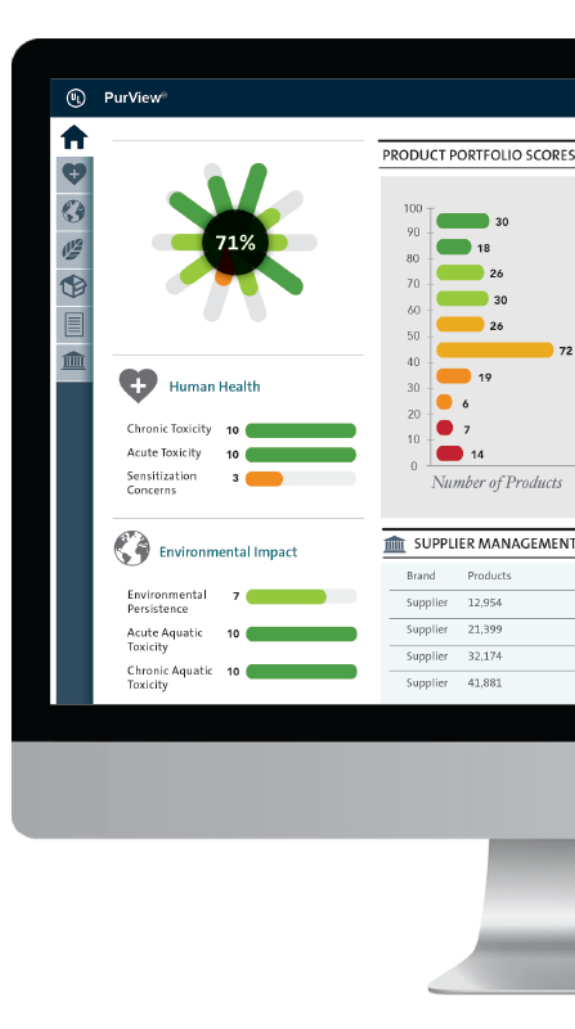 UL PurView®
71%
Human Health
Chronic Toxicity 10
Acute Toxicity 10
Sensitization 3
Concerns
Environmental Impact
Environmental 7
Persistence
Acute Aquatic 10
Toxicity
Chronic Aquatic 10
Toxicity
PRODUCT PORTFOLIO SCORES
100
30
90
18
80
26
70
30
60
26
50
72
40
19
30
6
20
7
10
14
0
Number of Products
SUPPLIER MANAGEMENT
Brand Products
Supplier 12,954
Supplier 21,399
Supplier 32,174
Supplier 41,881